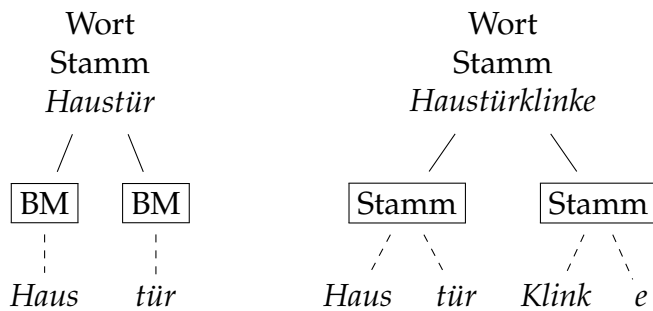 Wort Wort
Stamm Stamm
Haustür Haustürklinke
BM BM Stamm Stamm
Haus tür Haus tür Klink e